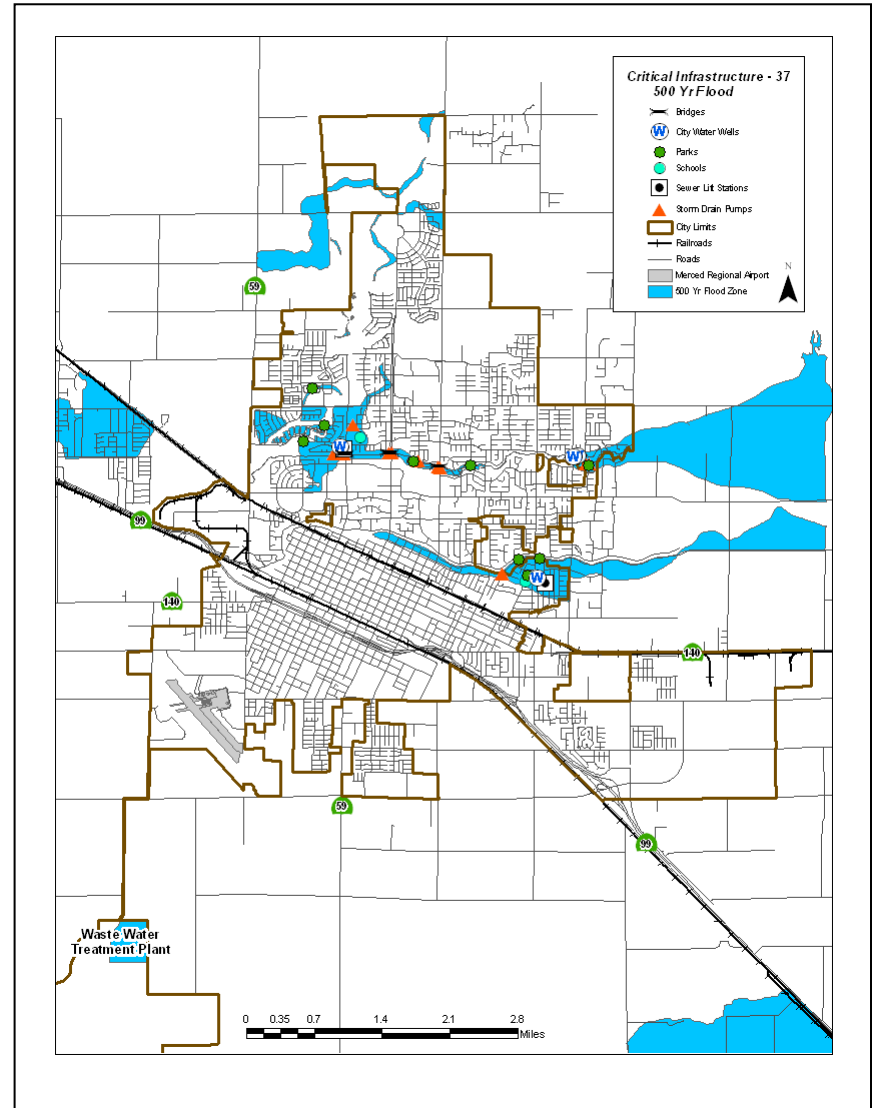 Critical Infrastructure - 37
500 Yr Flood
Bridges
W City Water Wells
Parks
Schools
Sewer Lift Stations
Storm Drain Pumps
City Limits
Railroads
Roads
Merced Regional Airport
500 Yr Flood Zone
N
59
W
W
99
W
140
140
59
99
Waste Water
Treatment Plant
0 0.35 0.7 1.4 2.1 2.8
Miles